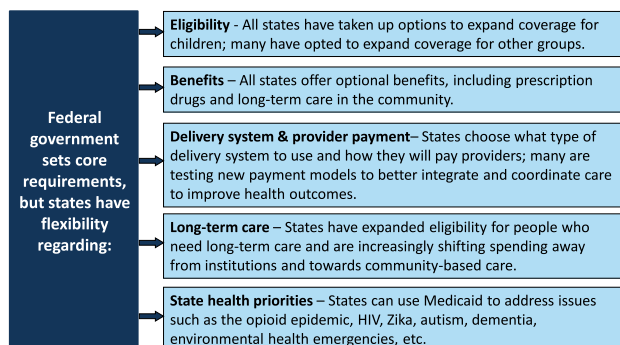 Federal
government
sets core
requirements,
but states have
flexibility
regarding:
Eligibility - All states have taken up options to expand coverage for
children; many have opted to expand coverage for other groups.
Benefits – All states offer optional benefits, including prescription
drugs and long-term care in the community.
Delivery system & provider payment– States choose what type of
delivery system to use and how they will pay providers; many are
testing new payment models to better integrate and coordinate care
to improve health outcomes.
Long-term care – States have expanded eligibility for people who
need long-term care and are increasingly shifting spending away
from institutions and towards community-based care.
State health priorities – States can use Medicaid to address issues
such as the opioid epidemic, HIV, Zika, autism, dementia,
environmental health emergencies, etc.